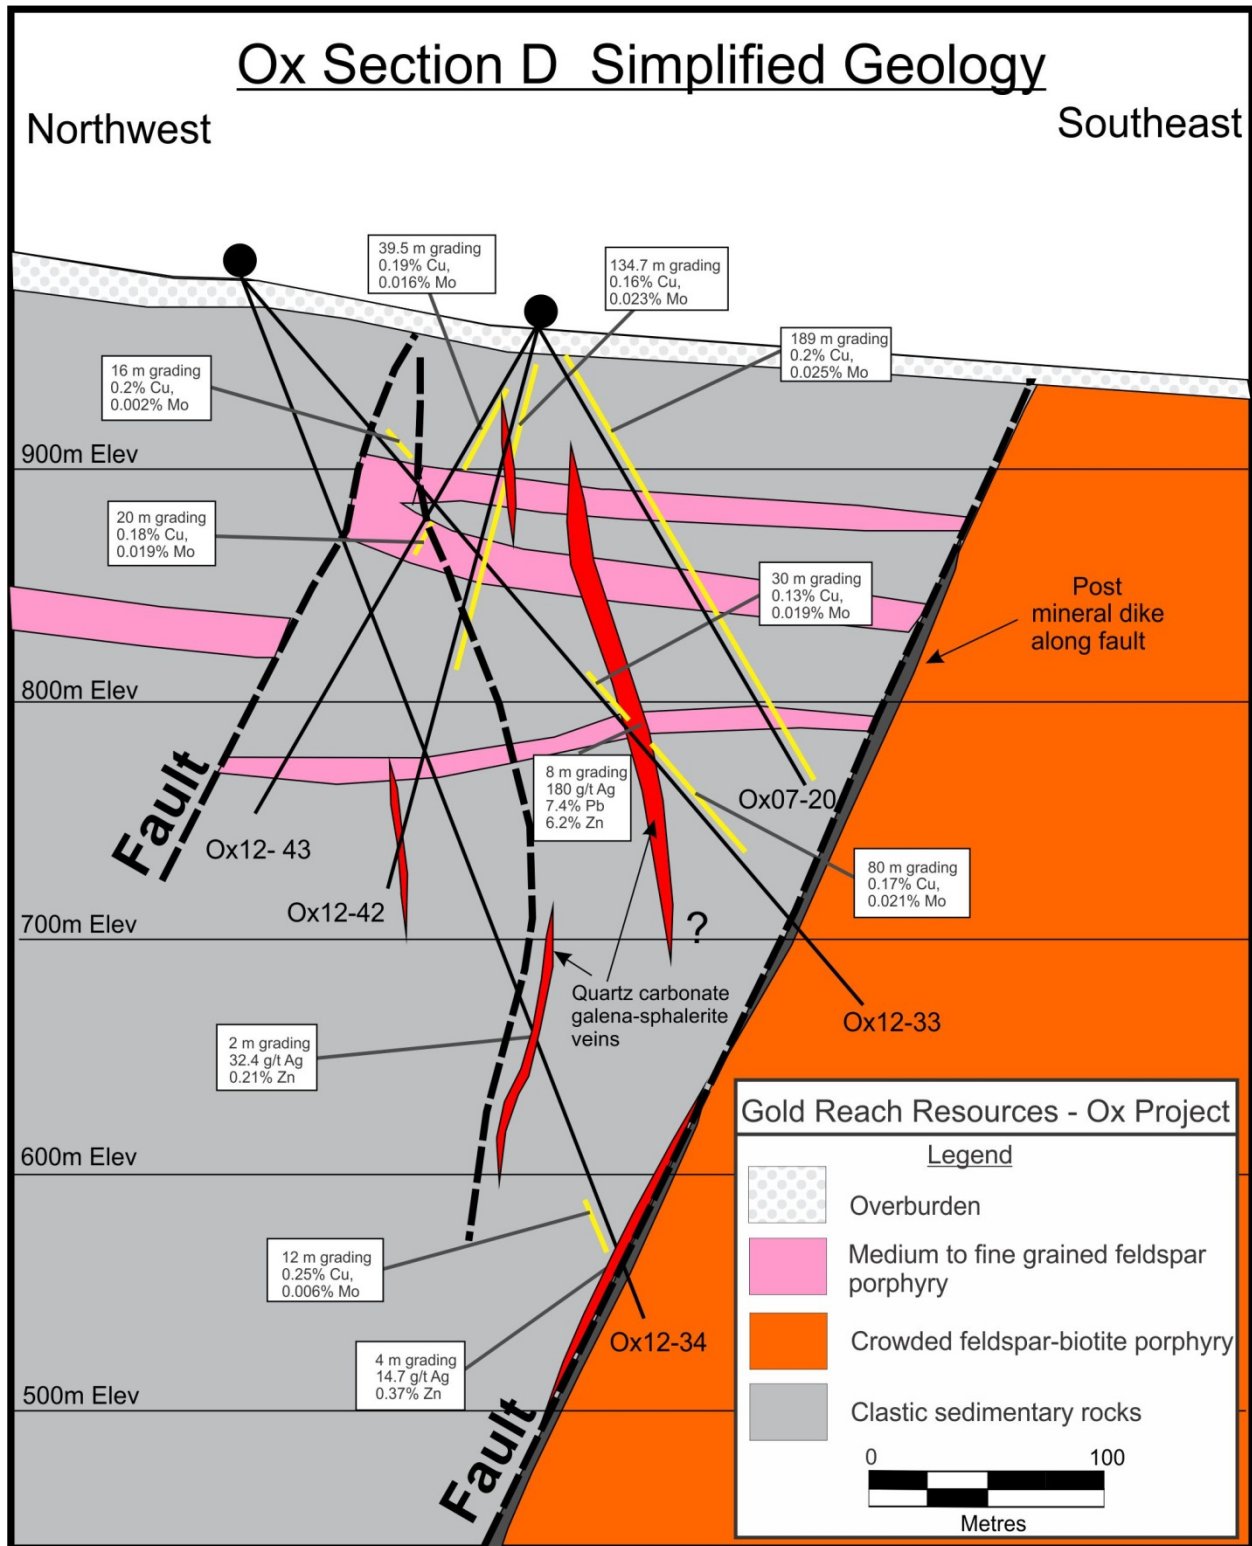 Ox Section D  Simplified Geology
Northwest
Southeast
39.5 m grading
0.19% Cu,
0.016% Mo
134.7 m grading
0.16% Cu,
0.023% Mo
189 m grading
0.2% Cu,
0.025% Mo
16 m grading
0.2% Cu,
0.002% Mo
900m Elev
20 m grading
0.18% Cu,
0.019% Mo
30 m grading
0.13% Cu,
0.019% Mo
Post
mineral dike
along fault
800m Elev
Fault
8 m grading
180 g/t Ag
7.4% Pb
6.2% Zn
Ox07-20
Ox12- 43
80 m grading
0.17% Cu,
0.021% Mo
Ox12-42
700m Elev
?
Quartz carbonate
galena-sphalerite
veins
Ox12-33
2 m grading
32.4 g/t Ag
0.21% Zn
600m Elev
12 m grading
0.25% Cu,
0.006% Mo
Ox12-34
4 m grading
14.7 g/t Ag
0.37% Zn
500m Elev
Fault
Gold Reach Resources - Ox Project
Legend
Overburden
Medium to fine grained feldspar
porphyry
Crowded feldspar-biotite porphyry
Clastic sedimentary rocks
0 100
Metres